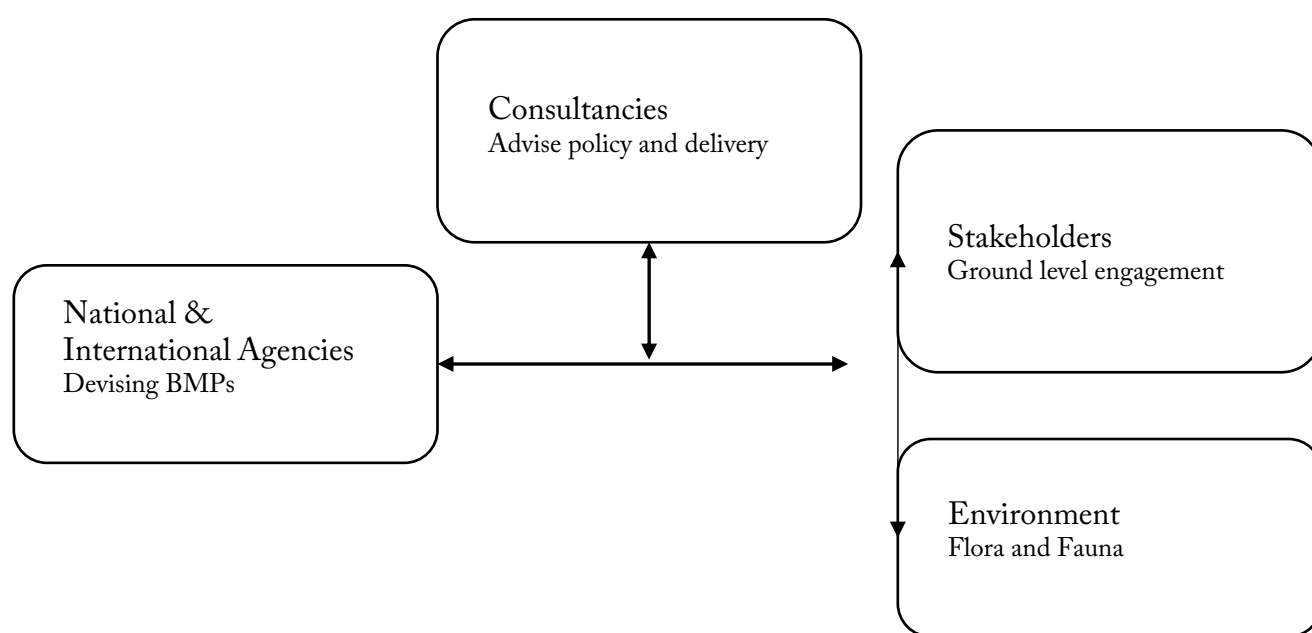 Consultancies
Advise policy and delivery
Stakeholders
Ground level engagement
National &
International Agencies
Devising BMPs
Environment
Flora and Fauna